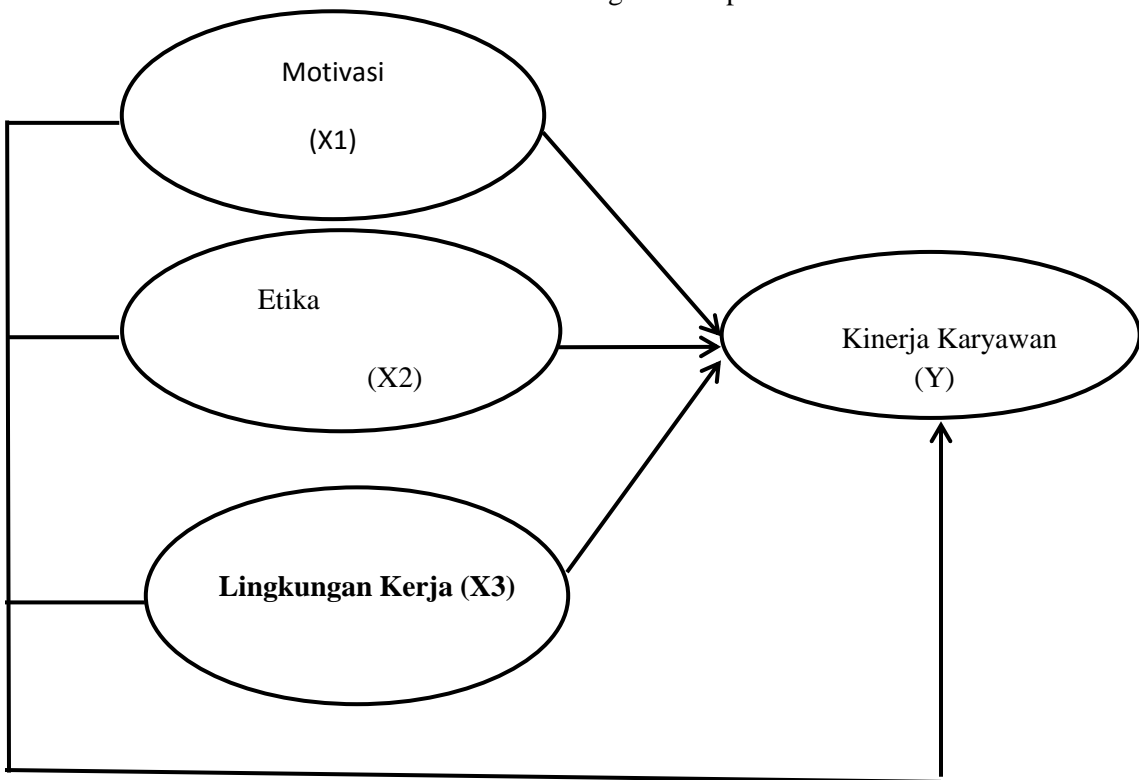 Motivasi
(X1)
Etika
(X2)
Kinerja Karyawan
(Y)
Lingkungan Kerja (X3)